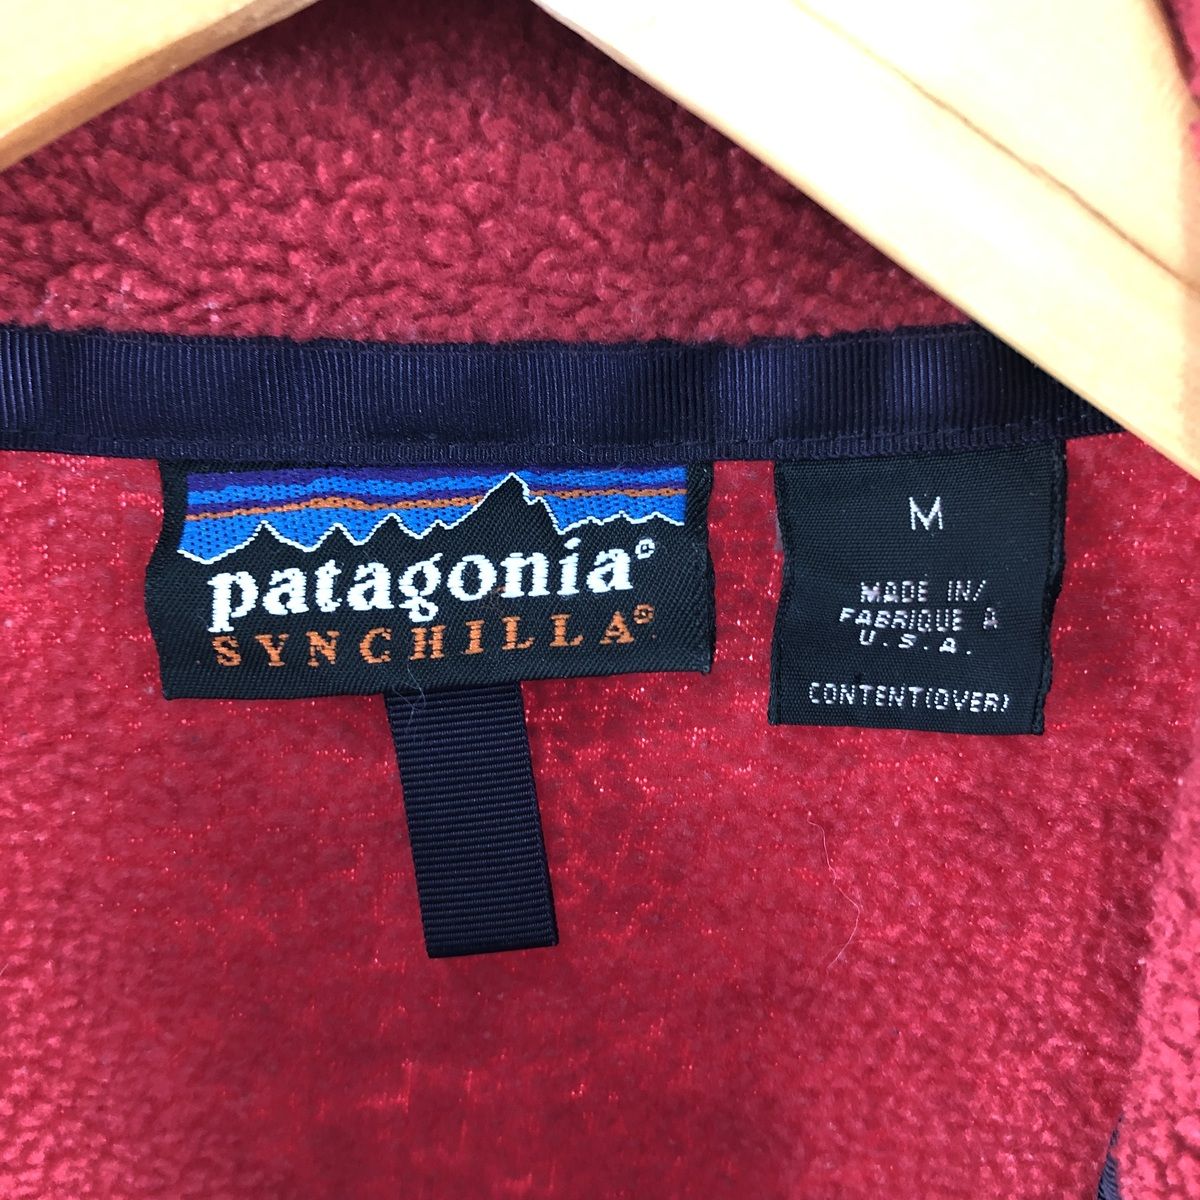 patagonia®
SYNCHILLA®
M
MADE IN/
FABRIQUE A
U.S.A.
CONTENT(OVER)